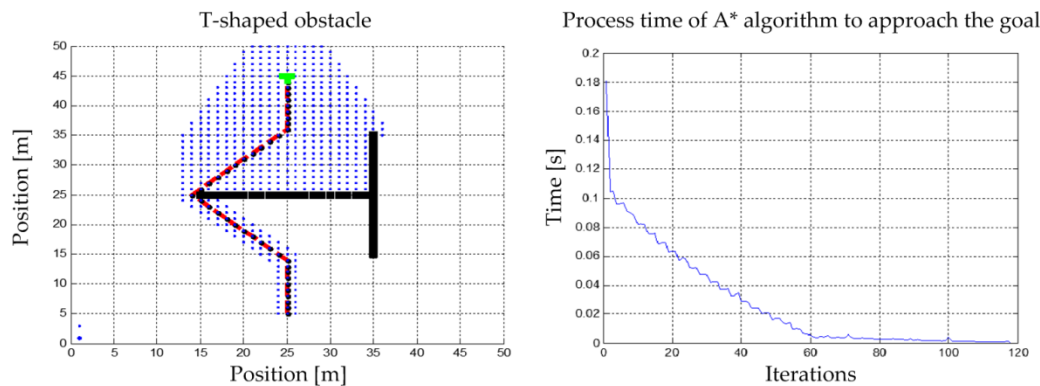 T-shaped obstacle
50
45
40
35
30
25
20
15
10
5
3
0
0 5 10 15 20 25 30 35 40 45 50
Position [m]
Position [m]
Process time of A* algorithm to approach the goal
0.2
0.18
0.16
0.14
0.12
0.1
0.08
0.06
0.04
0.02
0
0 20 40 60 80 100 120
Time [s]
Iterations